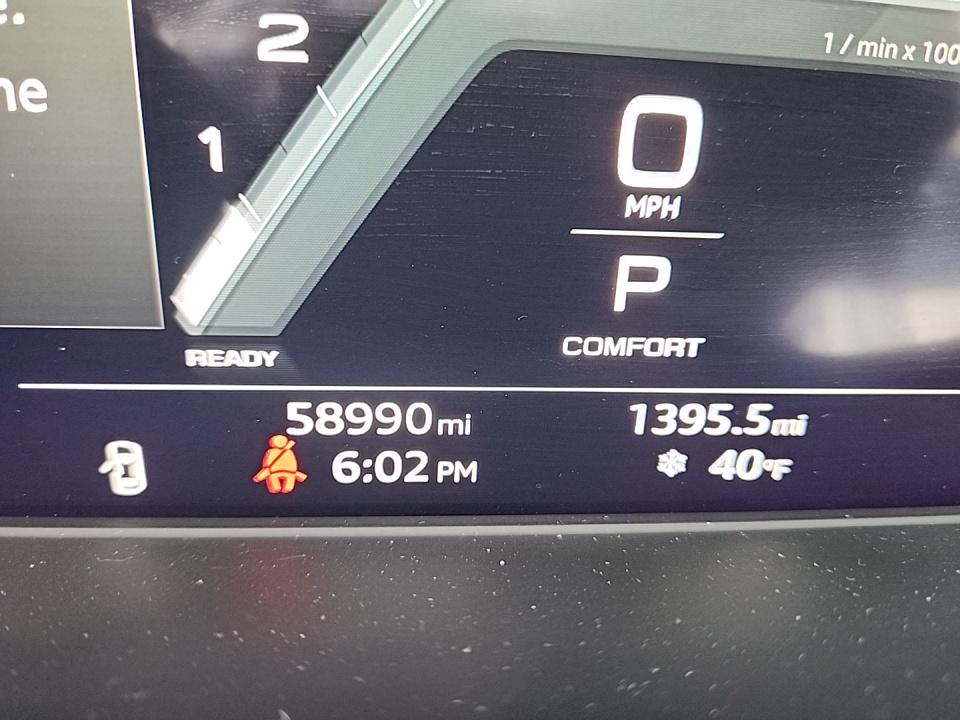 2
1 / min x 100
1
0
MPH
P
COMFORT
READY
58990 mi
1395.5 mi
6:02 PM
40°F